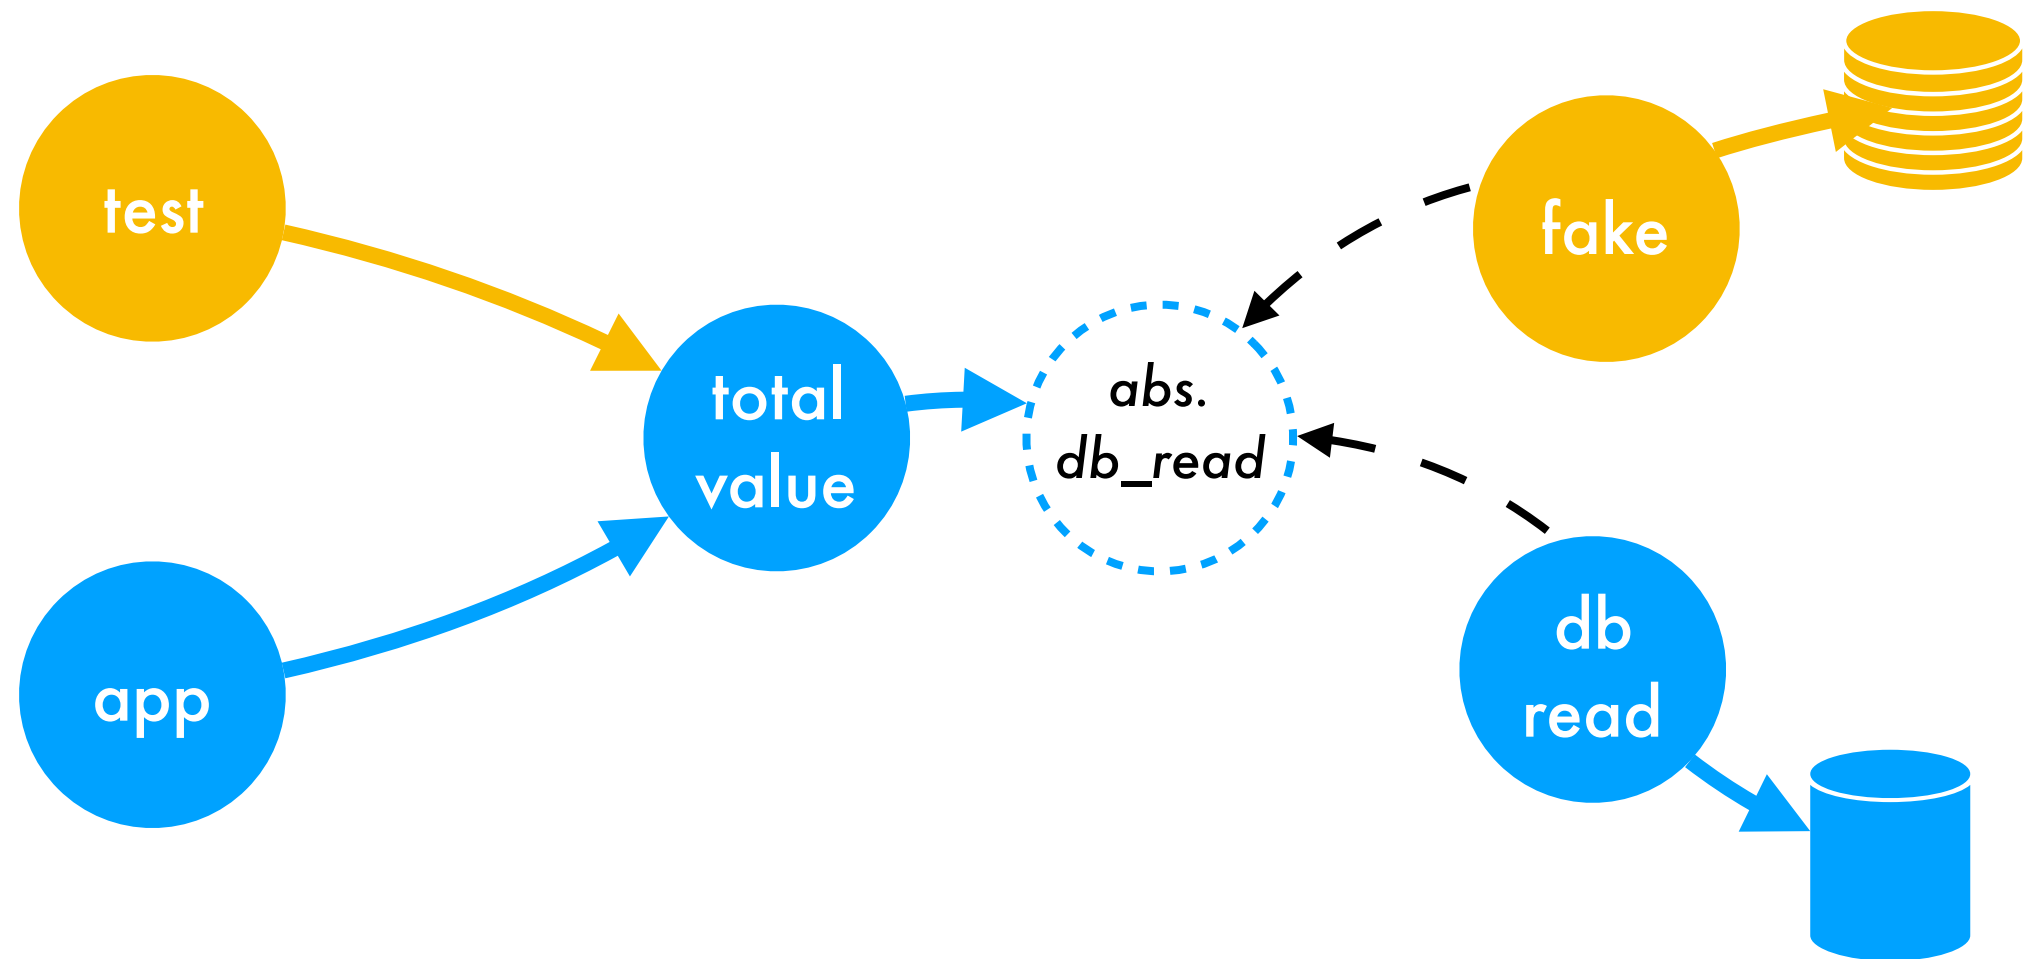 test
fake
total
value
abs.
db_read
db
read
app